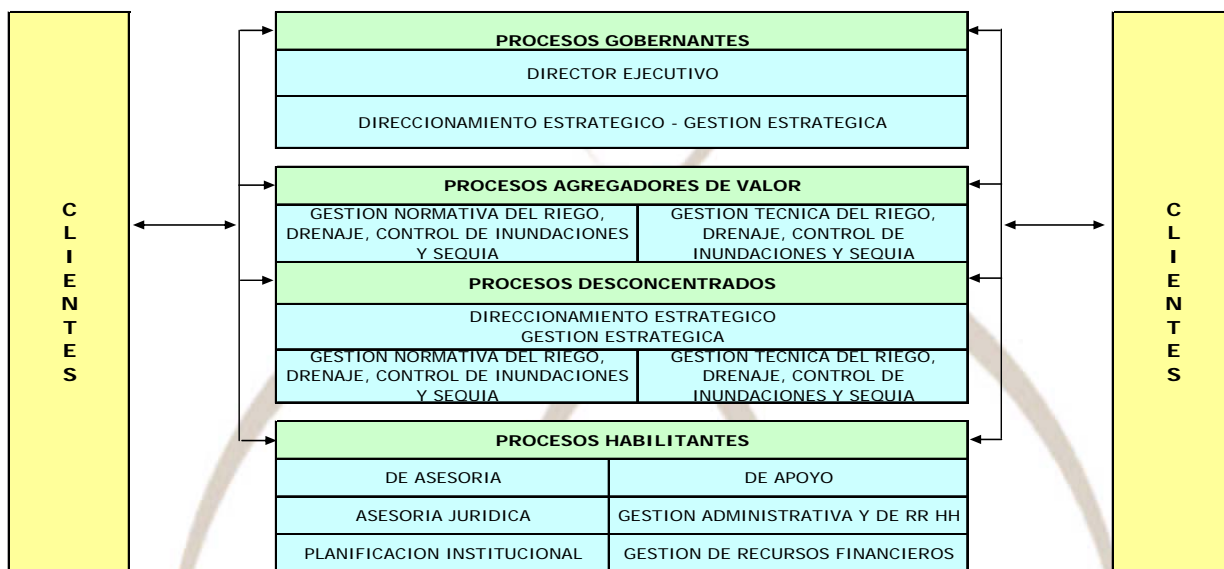 CLIENTES
PROCESOS GOBERNANTES
DIRECTOR EJECUTIVO
DIRECCIONAMIENTO ESTRATEGICO - GESTION ESTRATEGICA
PROCESOS AGREGADORES DE VALOR
GESTION NORMATIVA DEL RIEGO,
DRENAJE, CONTROL DE INUNDACIONES
Y SEQUIA
GESTION TECNICA DEL RIEGO,
DRENAJE, CONTROL DE
INUNDACIONES Y SEQUIA
PROCESOS DESCONCENTRADOS
DIRECCIONAMIENTO ESTRATEGICO
GESTION ESTRATEGICA
GESTION NORMATIVA DEL RIEGO,
DRENAJE, CONTROL DE INUNDACIONES
Y SEQUIA
GESTION TECNICA DEL RIEGO,
DRENAJE, CONTROL DE
INUNDACIONES Y SEQUIA
PROCESOS HABILITANTES
DE ASESORIA
DE APOYO
ASESORIA JURIDICA
GESTION ADMINISTRATIVA Y DE RR HH
PLANIFICACION INSTITUCIONAL
GESTION DE RECURSOS FINANCIEROS
CLIENTES